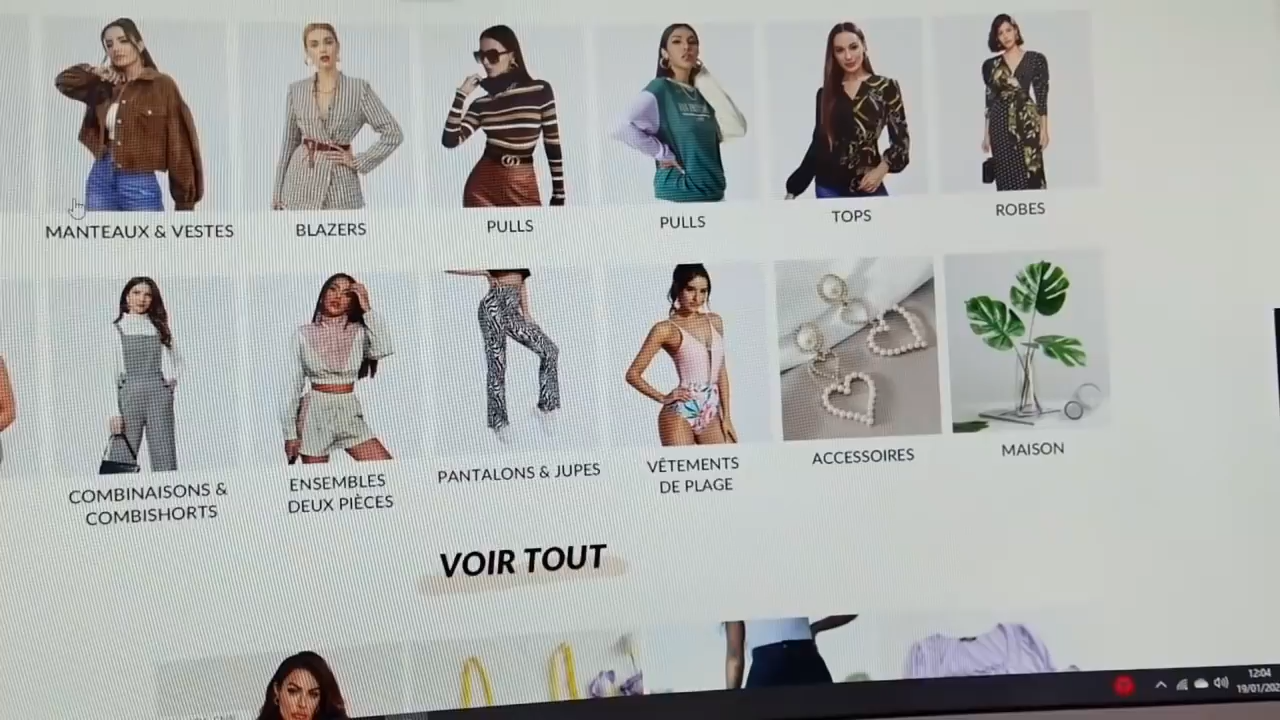 MANTEAUX & VESTES
BLAZERS
PULLS
PULLS
TOPS
ROBES
COMBINAISONS &
COMBISHORTS
ENSEMBLES
DEUX PIÈCES
PANTALONS & JUPES
VÊTEMENTS
DE PLAGE
ACCESSOIRES
MAISON
VOIR TOUT
12:04